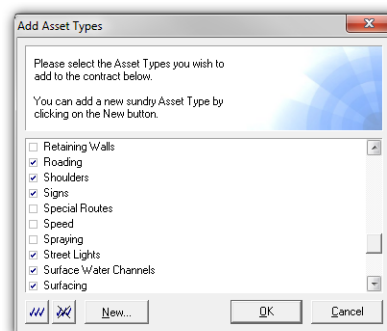 Add Asset Types
Please select the Asset Types you wish to
add to the contract below.
You can add a new sundry Asset Type by
clicking on the New button.
Retaining Walls
Roading
Shoulders
Signs
Special Routes
Speed
Spraying
Street Lights
Surface Water Channels
Surfacing
New...
OK
Cancel